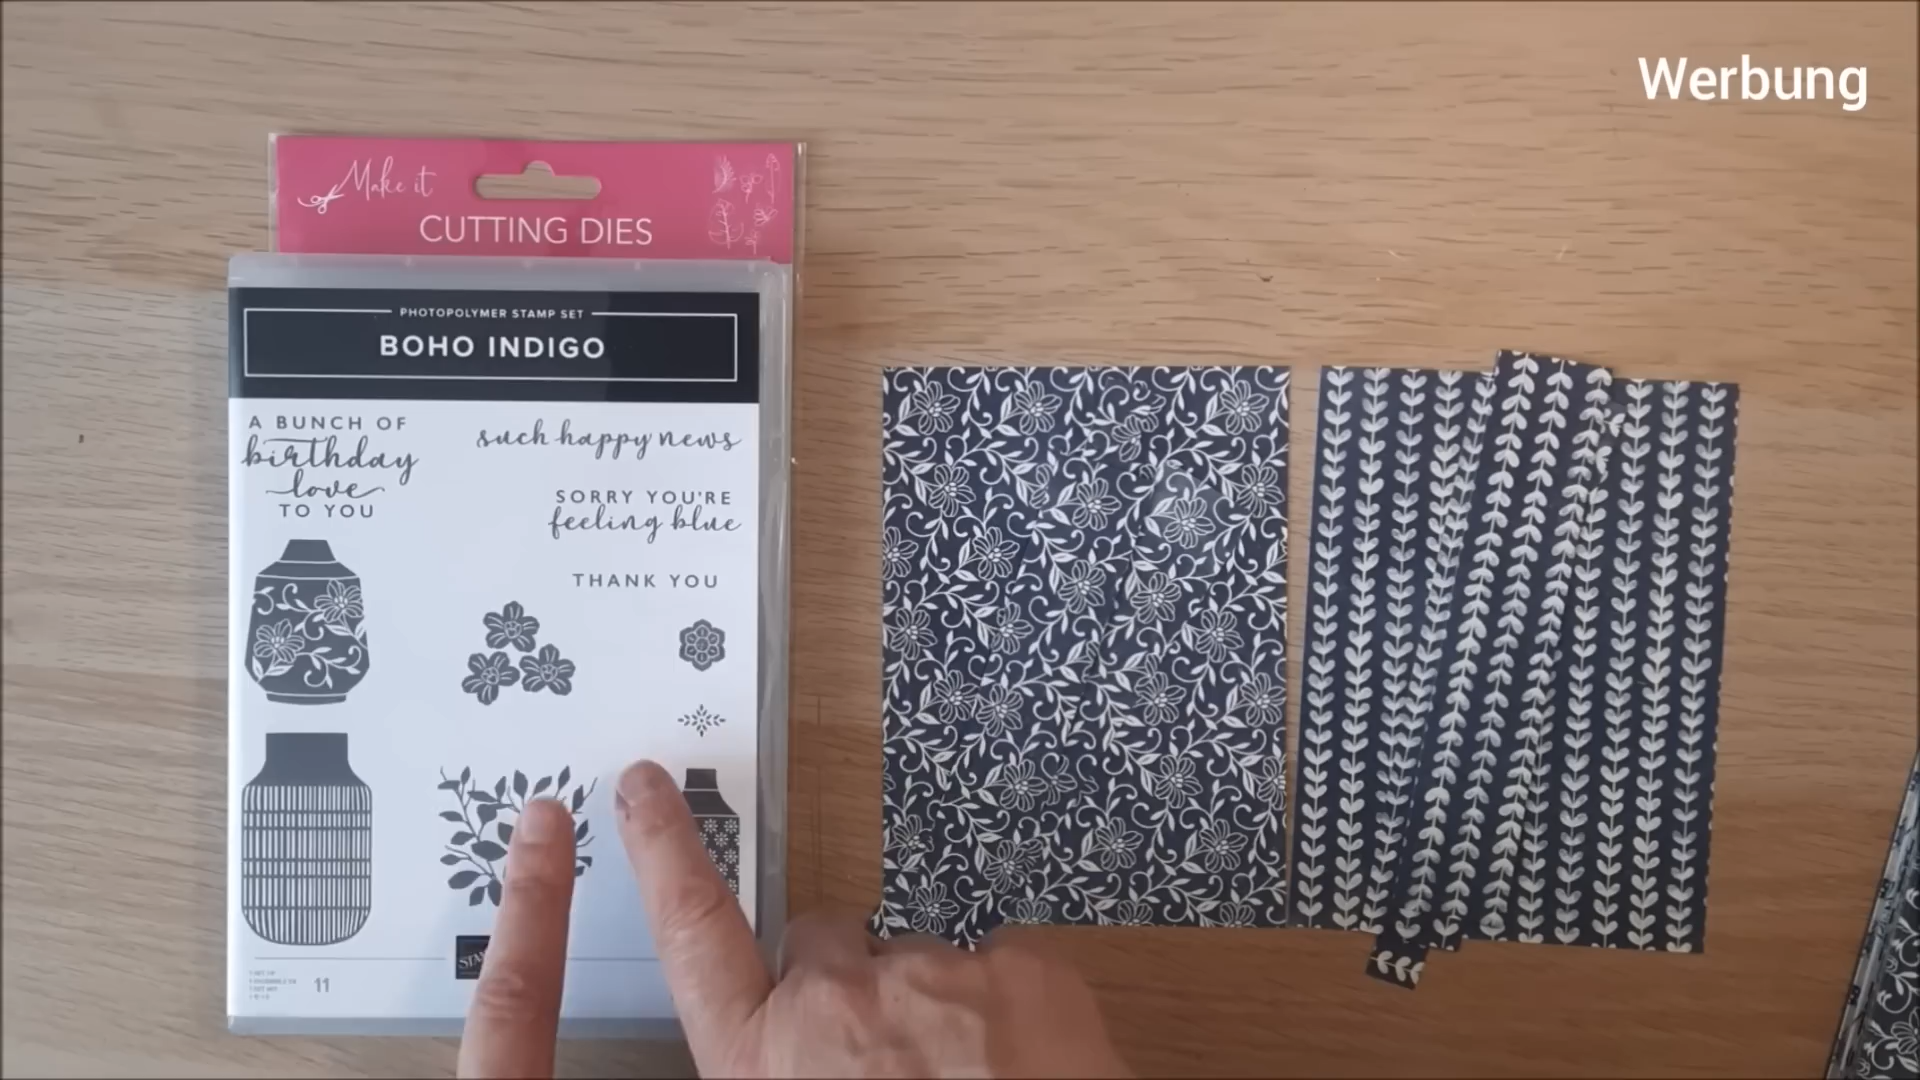 Werbung
Make it
CUTTING DIES
PHOTOPOLYMER STAMP SET
BOHO INDIGO
A BUNCH OF
birthday
love
TO YOU
such happy news
SORRY YOU'RE
feeling blue
THANK YOU
11